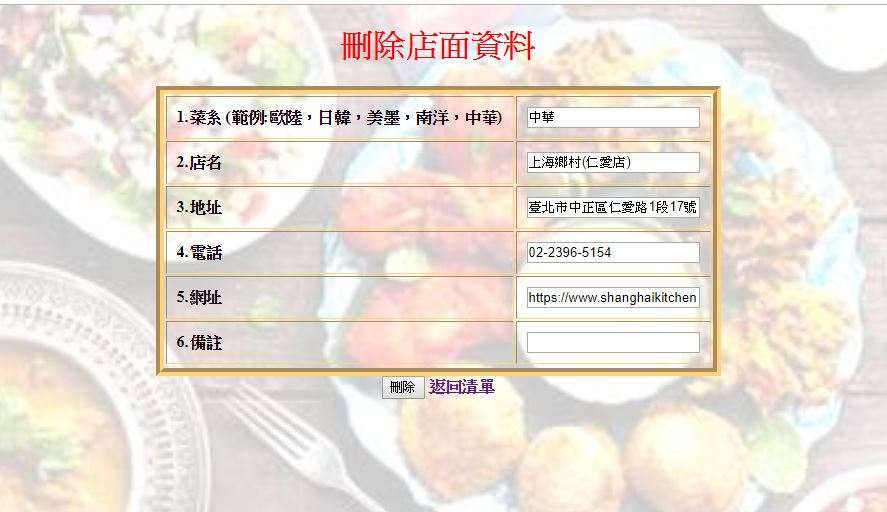 刪除店面資料
1.菜系 (範例:歐陸，日韓，美墨，南洋，中華) 中華
2.店名 上海鄉村(仁愛店)
3.地址 臺北市中正區仁愛路1段17號
4.電話 02-2396-5154
5.網址 https://www.shanghaikitchen
6.備註
刪除 返回清單